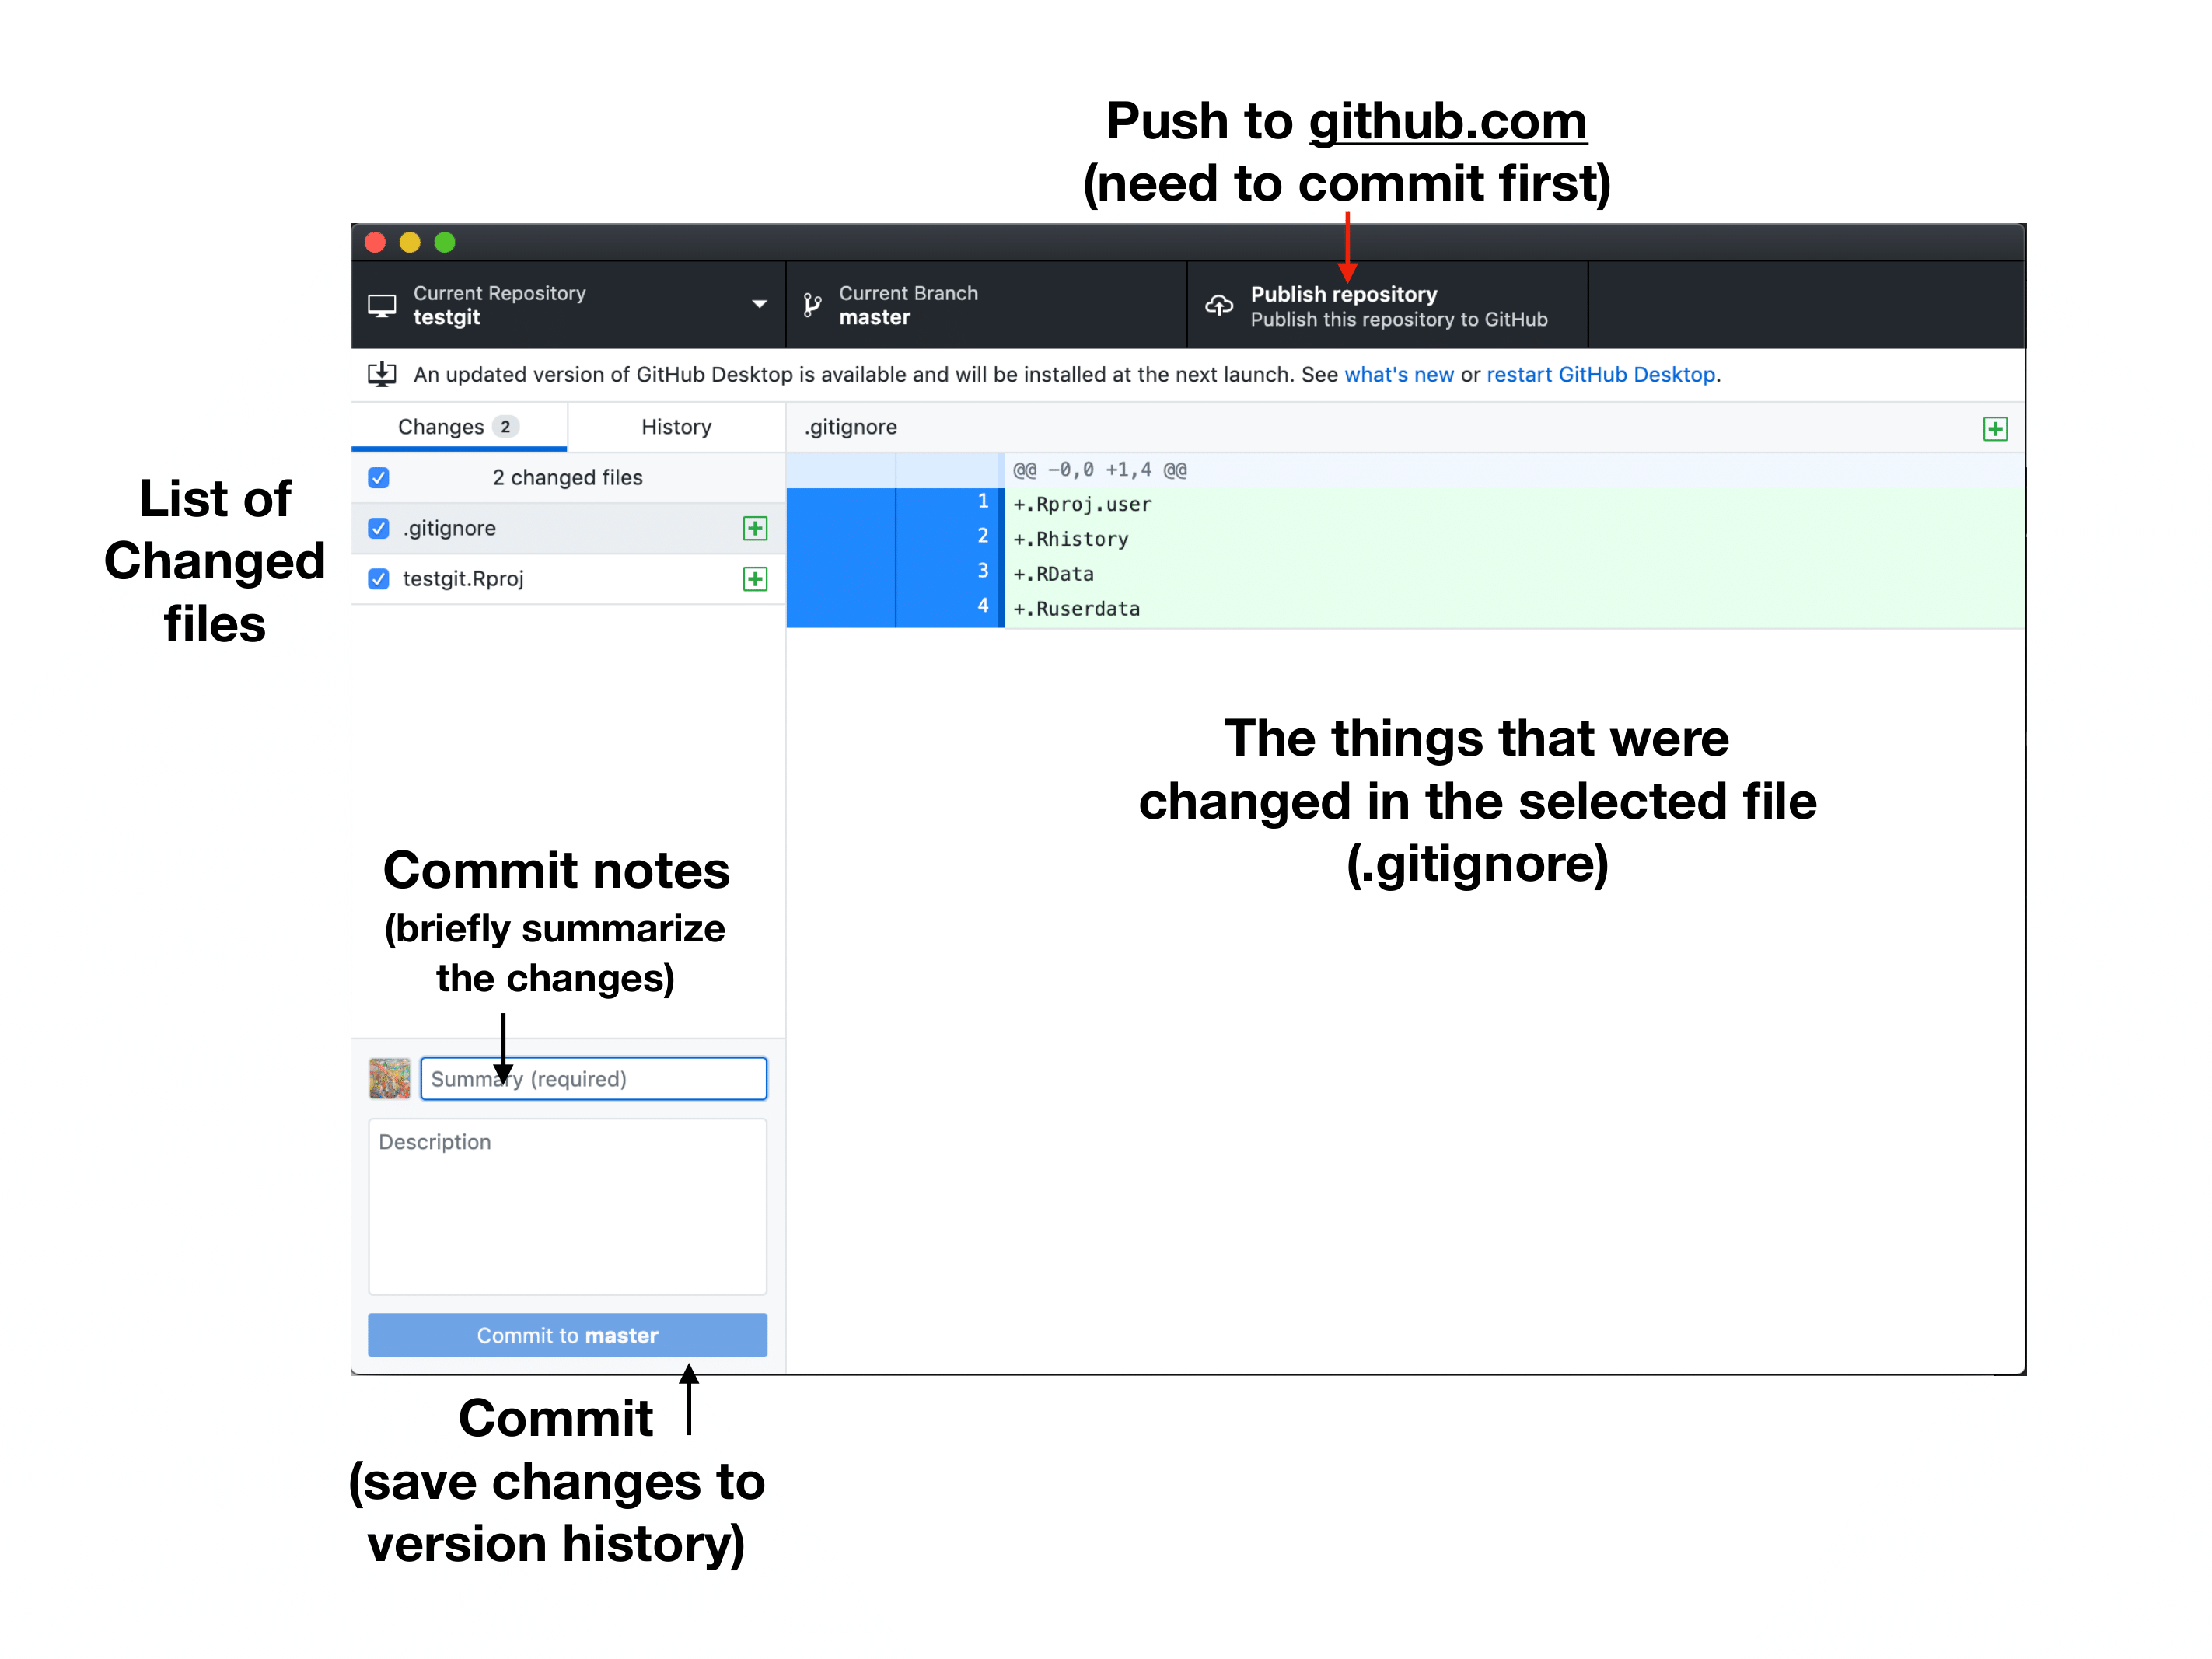 Push to github.com
(need to commit first)
Current Repository
testgit
Current Branch
master
Publish repository
Publish this repository to GitHub
An updated version of GitHub Desktop is available and will be installed at the next launch. See what's new or restart GitHub Desktop.
Changes 2
History
.gitignore
2 changed files
.gitignore
testgit.Rproj
@@ -0,0 +1,4 @@
1 +.Rproj.user
2 +.Rhistory
3 +.RData
4 +.Ruserdata
List of
Changed
files
The things that were
changed in the selected file
(.gitignore)
Commit notes
(briefly summarize
the changes)
Summary (required)
Description
Commit to master
Commit
(save changes to
version history)